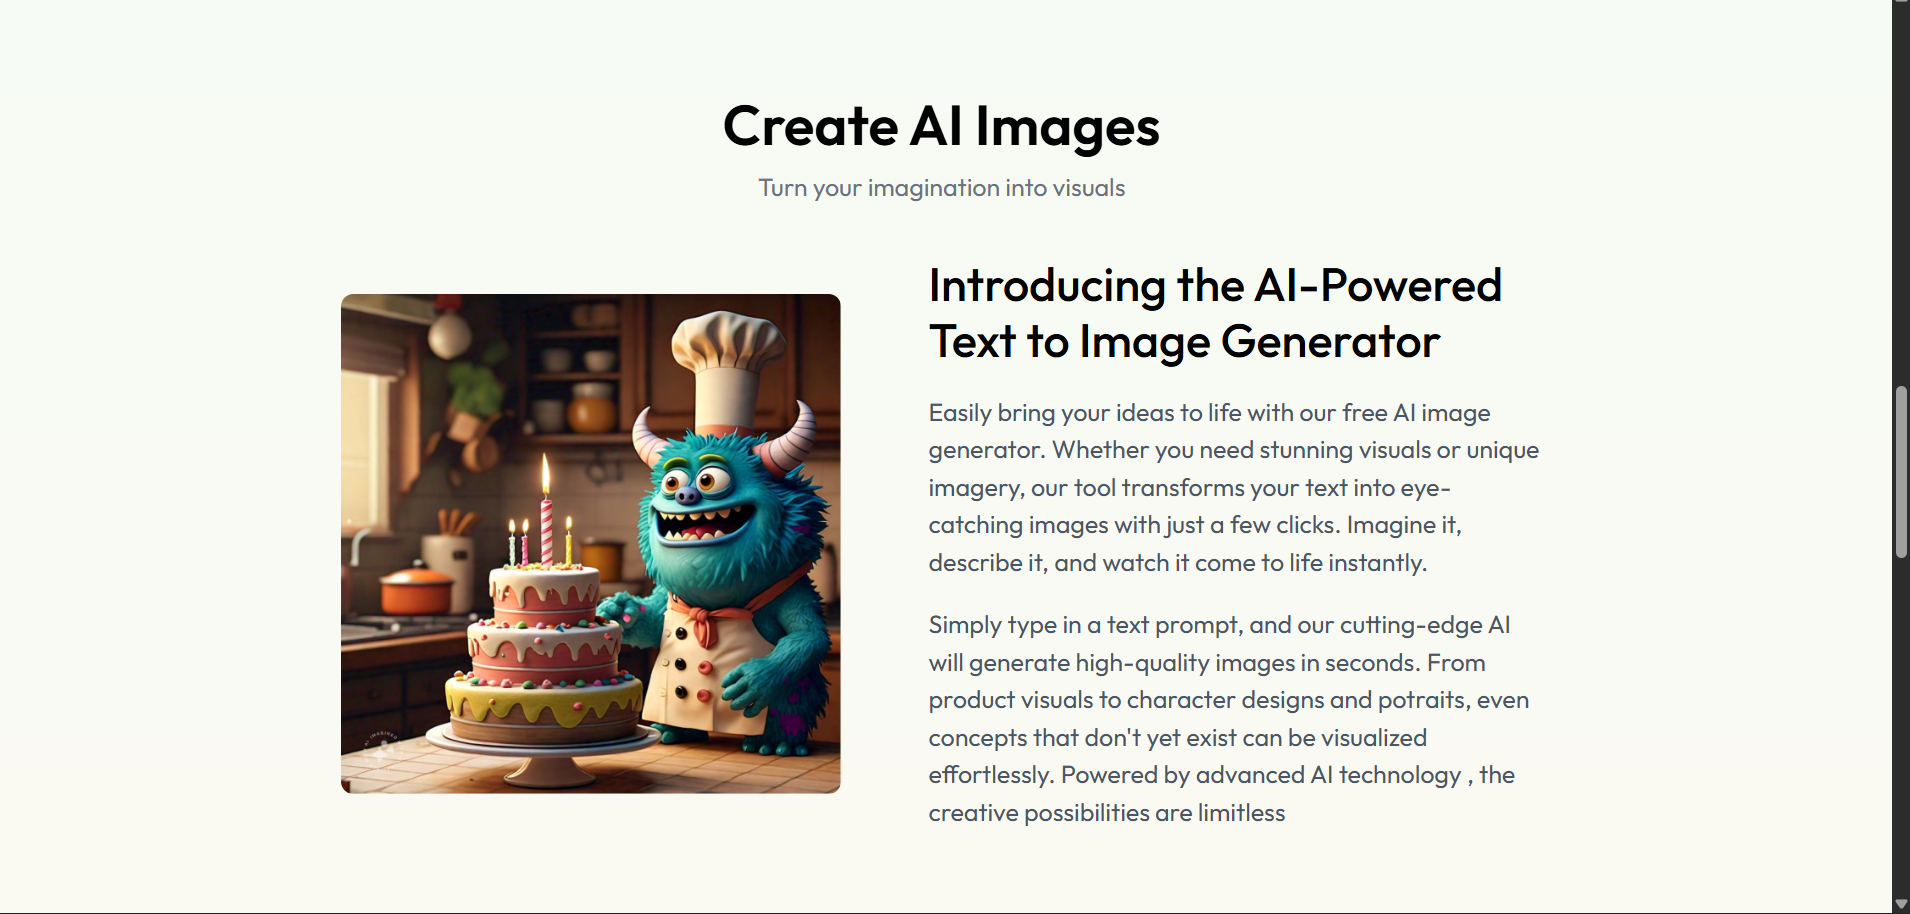 Create AI Images
Turn your imagination into visuals
Introducing the AI-Powered
Text to Image Generator
Easily bring your ideas to life with our free AI image
generator. Whether you need stunning visuals or unique
imagery, our tool transforms your text into eye-
catching images with just a few clicks. Imagine it,
describe it, and watch it come to life instantly.
Simply type in a text prompt, and our cutting-edge AI
will generate high-quality images in seconds. From
product visuals to character designs and potraits, even
concepts that don't yet exist can be visualized
effortlessly. Powered by advanced AI technology , the
creative possibilities are limitless